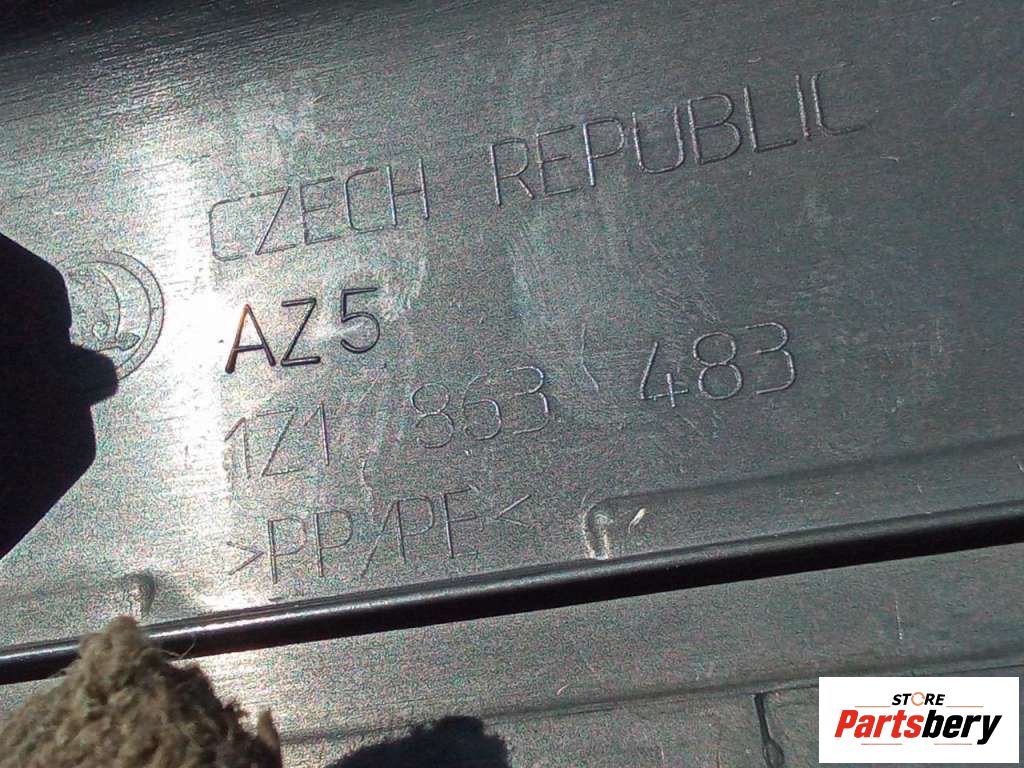 CZECH REPUBLIC
AZ5
1Z1 863 483
>PP/PE<
STORE
Partsbery